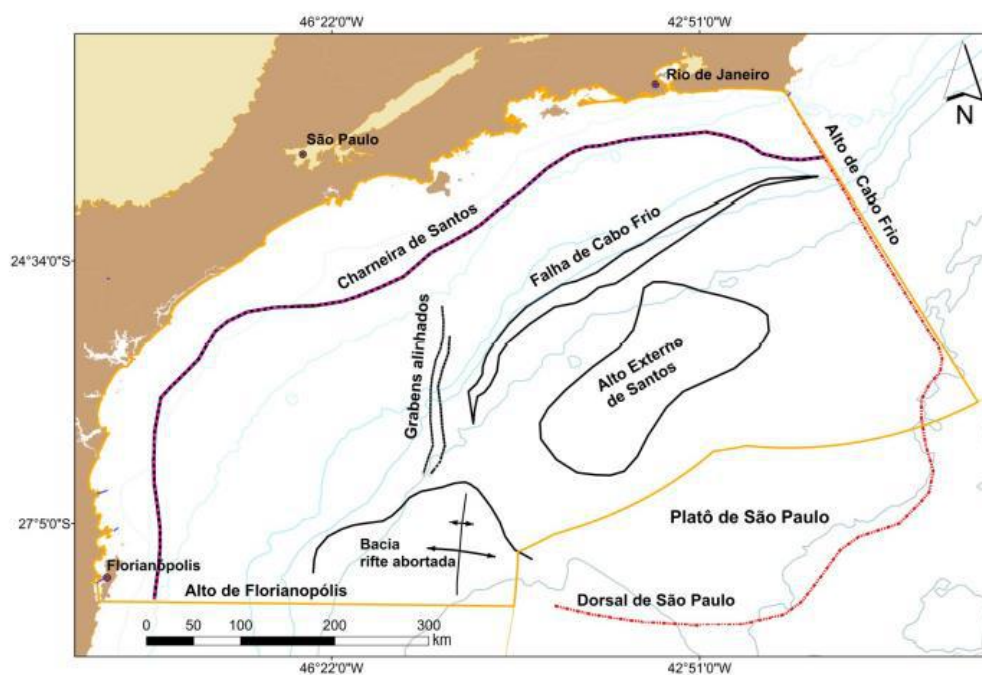 46°22'0"W
42°51'0"W
Rio de Janeiro
São Paulo
N
Alto de Cabo Frio
Charneira de Santos
Falha de Cabo Frio
24°34'0"S
Grabens alinhados
Alto Externo
de Santos
27°5'0"S
Platô de São Paulo
Bacia
rifte abortada
Florianópolis
Alto de Florianópólis
Dorsal de São Paulo
0 50 100 200 300
km
46°22'0"W
42°51'0"W